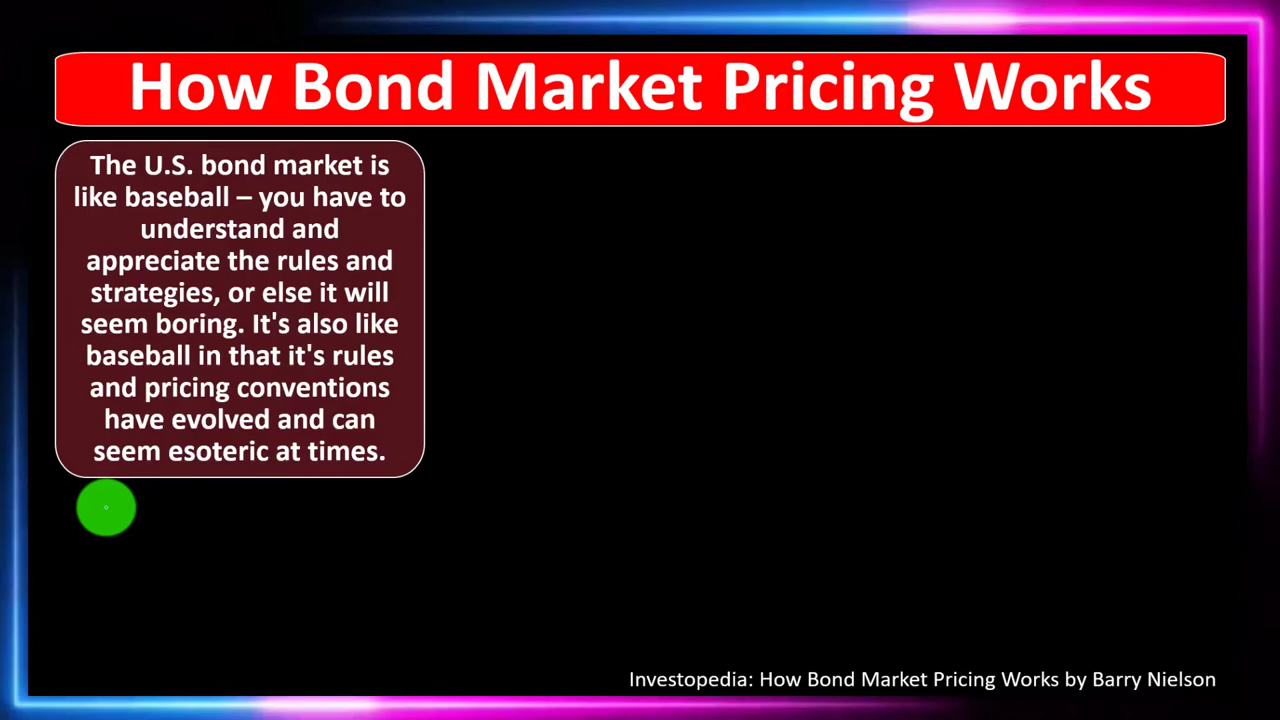 How Bond Market Pricing Works
The U.S. bond market is
like baseball – you have to
understand and
appreciate the rules and
strategies, or else it will
seem boring. It's also like
baseball in that it's rules
and pricing conventions
have evolved and can
seem esoteric at times.
Investopedia: How Bond Market Pricing Works by Barry Nielson